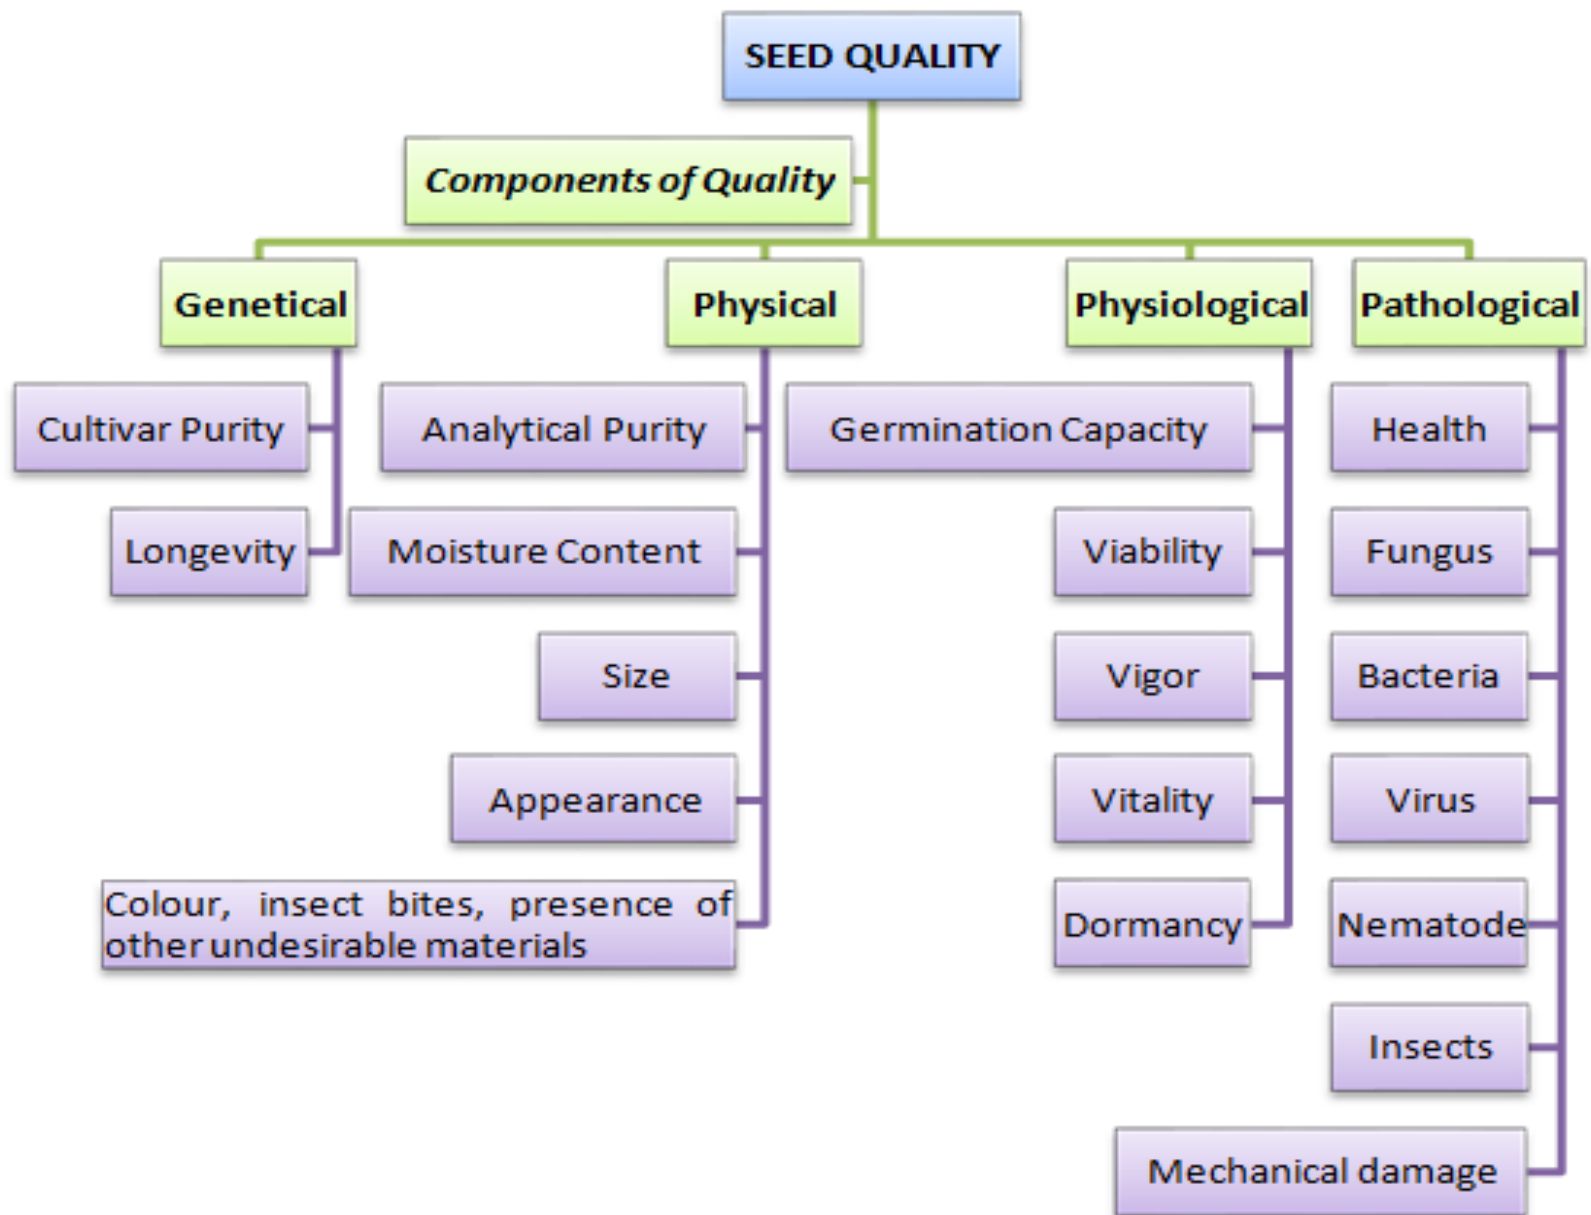 SEED QUALITY
Components of Quality
Genetical
Cultivar Purity
Longevity
Physical
Analytical Purity
Moisture Content
Size
Appearance
Colour, insect bites, presence of
other undesirable materials
Physiological
Germination Capacity
Viability
Vigor
Vitality
Dormancy
Pathological
Health
Fungus
Bacteria
Virus
Nematode
Insects
Mechanical damage